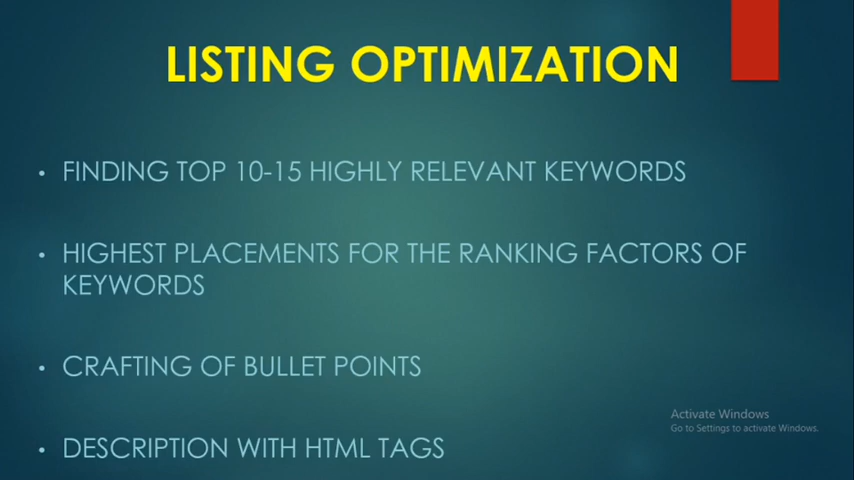 LISTING OPTIMIZATION
• FINDING TOP 10-15 HIGHLY RELEVANT KEYWORDS
• HIGHEST PLACEMENTS FOR THE RANKING FACTORS OF
KEYWORDS
• CRAFTING OF BULLET POINTS
Activate Windows
Go to Settings to activate Windows.
• DESCRIPTION WITH HTML TAGS